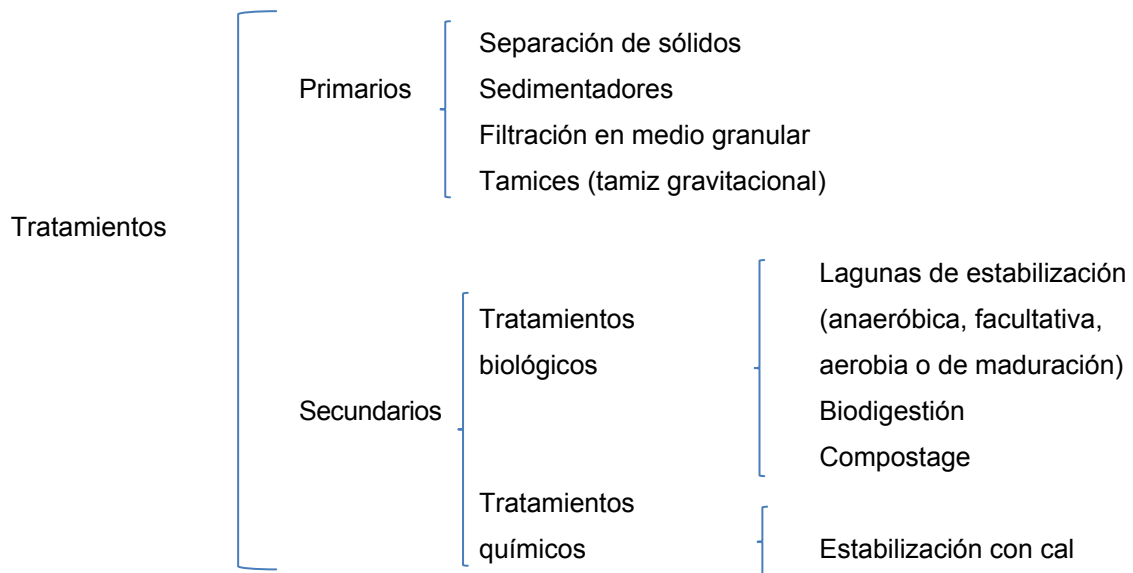 Tratamientos
Primarios
Separación de sólidos
Sedimentadores
Filtración en medio granular
Tamices (tamiz gravitacional)
Secundarios
Tratamientos
biológicos
Lagunas de estabilización
(anaeróbica, facultativa,
aerobia o de maduración)
Biodigestión
Compostage
Tratamientos
químicos
Estabilización con cal